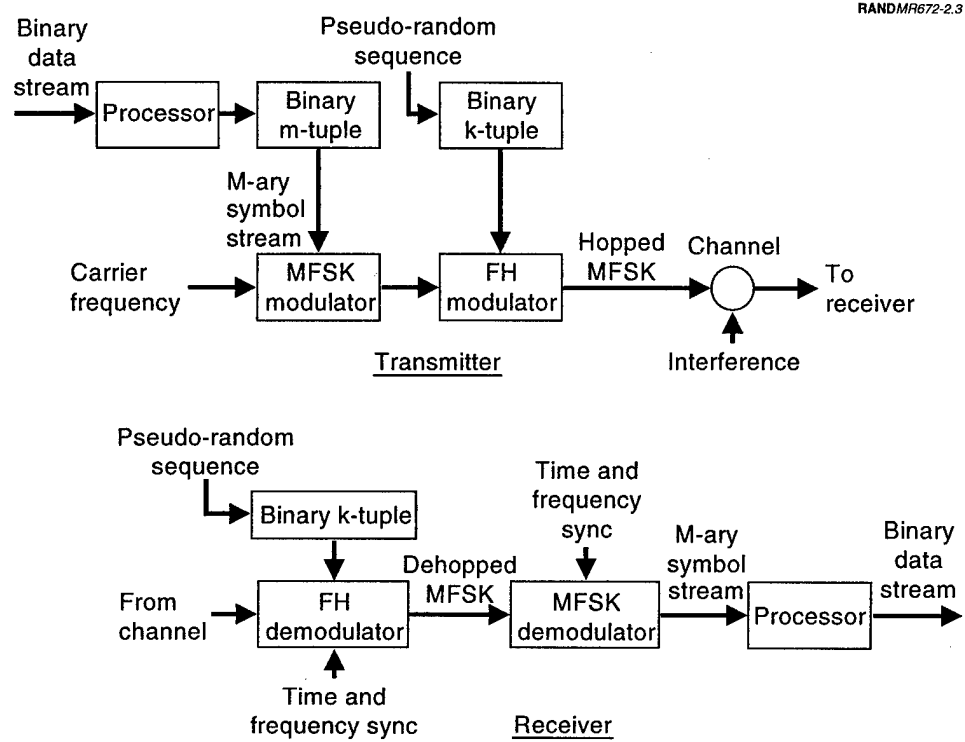 RANDMR672-2.3
Binary
data
stream
Processor
Binary
m-tuple
Pseudo-random
sequence
Binary
k-tuple
M-ary
symbol
stream
Carrier
frequency
MFSK
modulator
FH
modulator
Hopped
MFSK
Channel
To
receiver
Interference
Transmitter
Pseudo-random
sequence
Binary k-tuple
From
channel
FH
demodulator
Time and
frequency sync
Dehopped
MFSK
Time and
frequency
sync
MFSK
demodulator
M-ary
symbol
stream
Processor
Binary
data
stream
Receiver